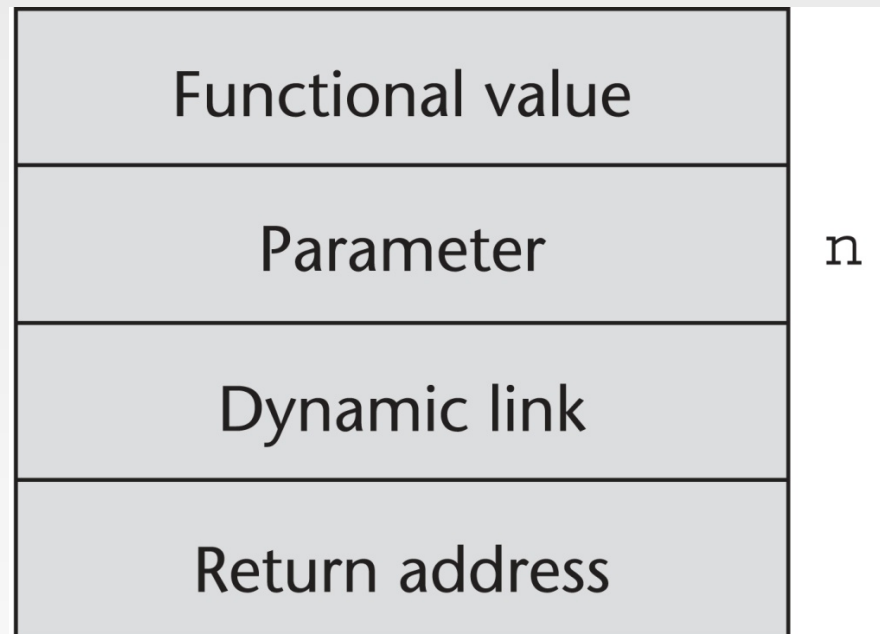 Functional value
Parameter n
Dynamic link
Return address